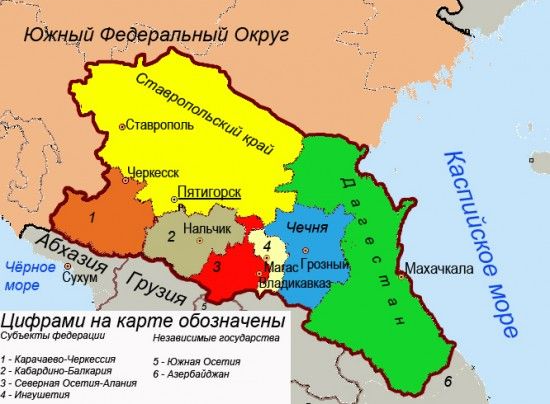 Южный Федеральный Округ
Ставропольский край
Ставрополь
Черкесск
Пятигорск
Каспийское море
Дагестан
1
2
Нальчик
Чечня
4
Грозный
3
Магас
Владикавказ
Махачкала
Абхазия
Чёрное
море
Сухум
Грузия
5
6
Цифрами на карте обозначены
Субъекты федерации
1 - Карачаево-Черкессия
2 - Кабардино-Балкария
3 - Северная Осетия-Алания
4 - Ингушетия
Независимые государства
5 - Южная Осетия
6 - Азербайджан